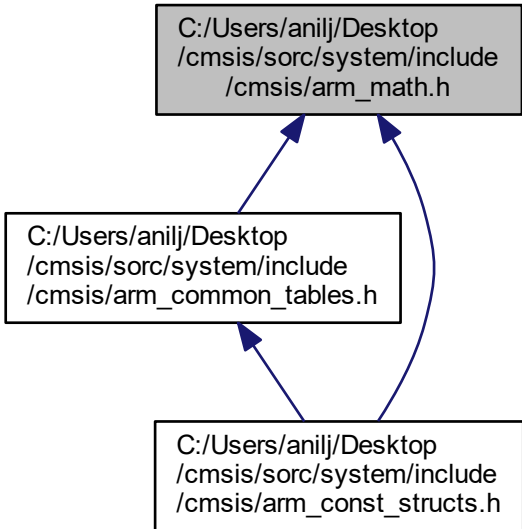 C:/Users/anilj/Desktop
/cmsis/sorc/system/include
/cmsis/arm_math.h
C:/Users/anilj/Desktop
/cmsis/sorc/system/include
/cmsis/arm_common_tables.h
C:/Users/anilj/Desktop
/cmsis/sorc/system/include
/cmsis/arm_const_structs.h